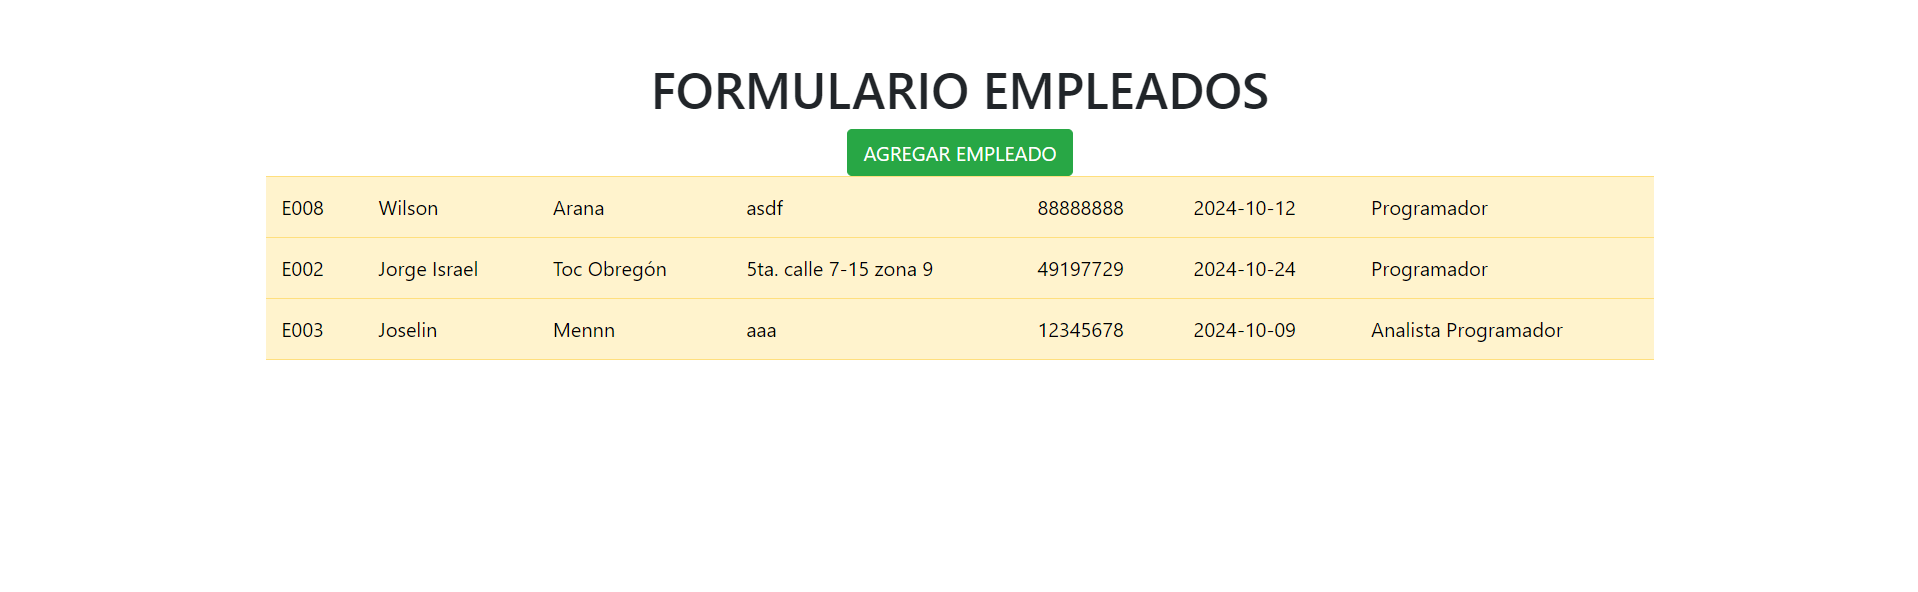 FORMULARIO EMPLEADOS
AGREGAR EMPLEADO
E008 Wilson Arana asdf 88888888 2024-10-12 Programador
E002 Jorge Israel Toc Obregón 5ta. calle 7-15 zona 9 49197729 2024-10-24 Programador
E003 Joselin Mennn aaa 12345678 2024-10-09 Analista Programador